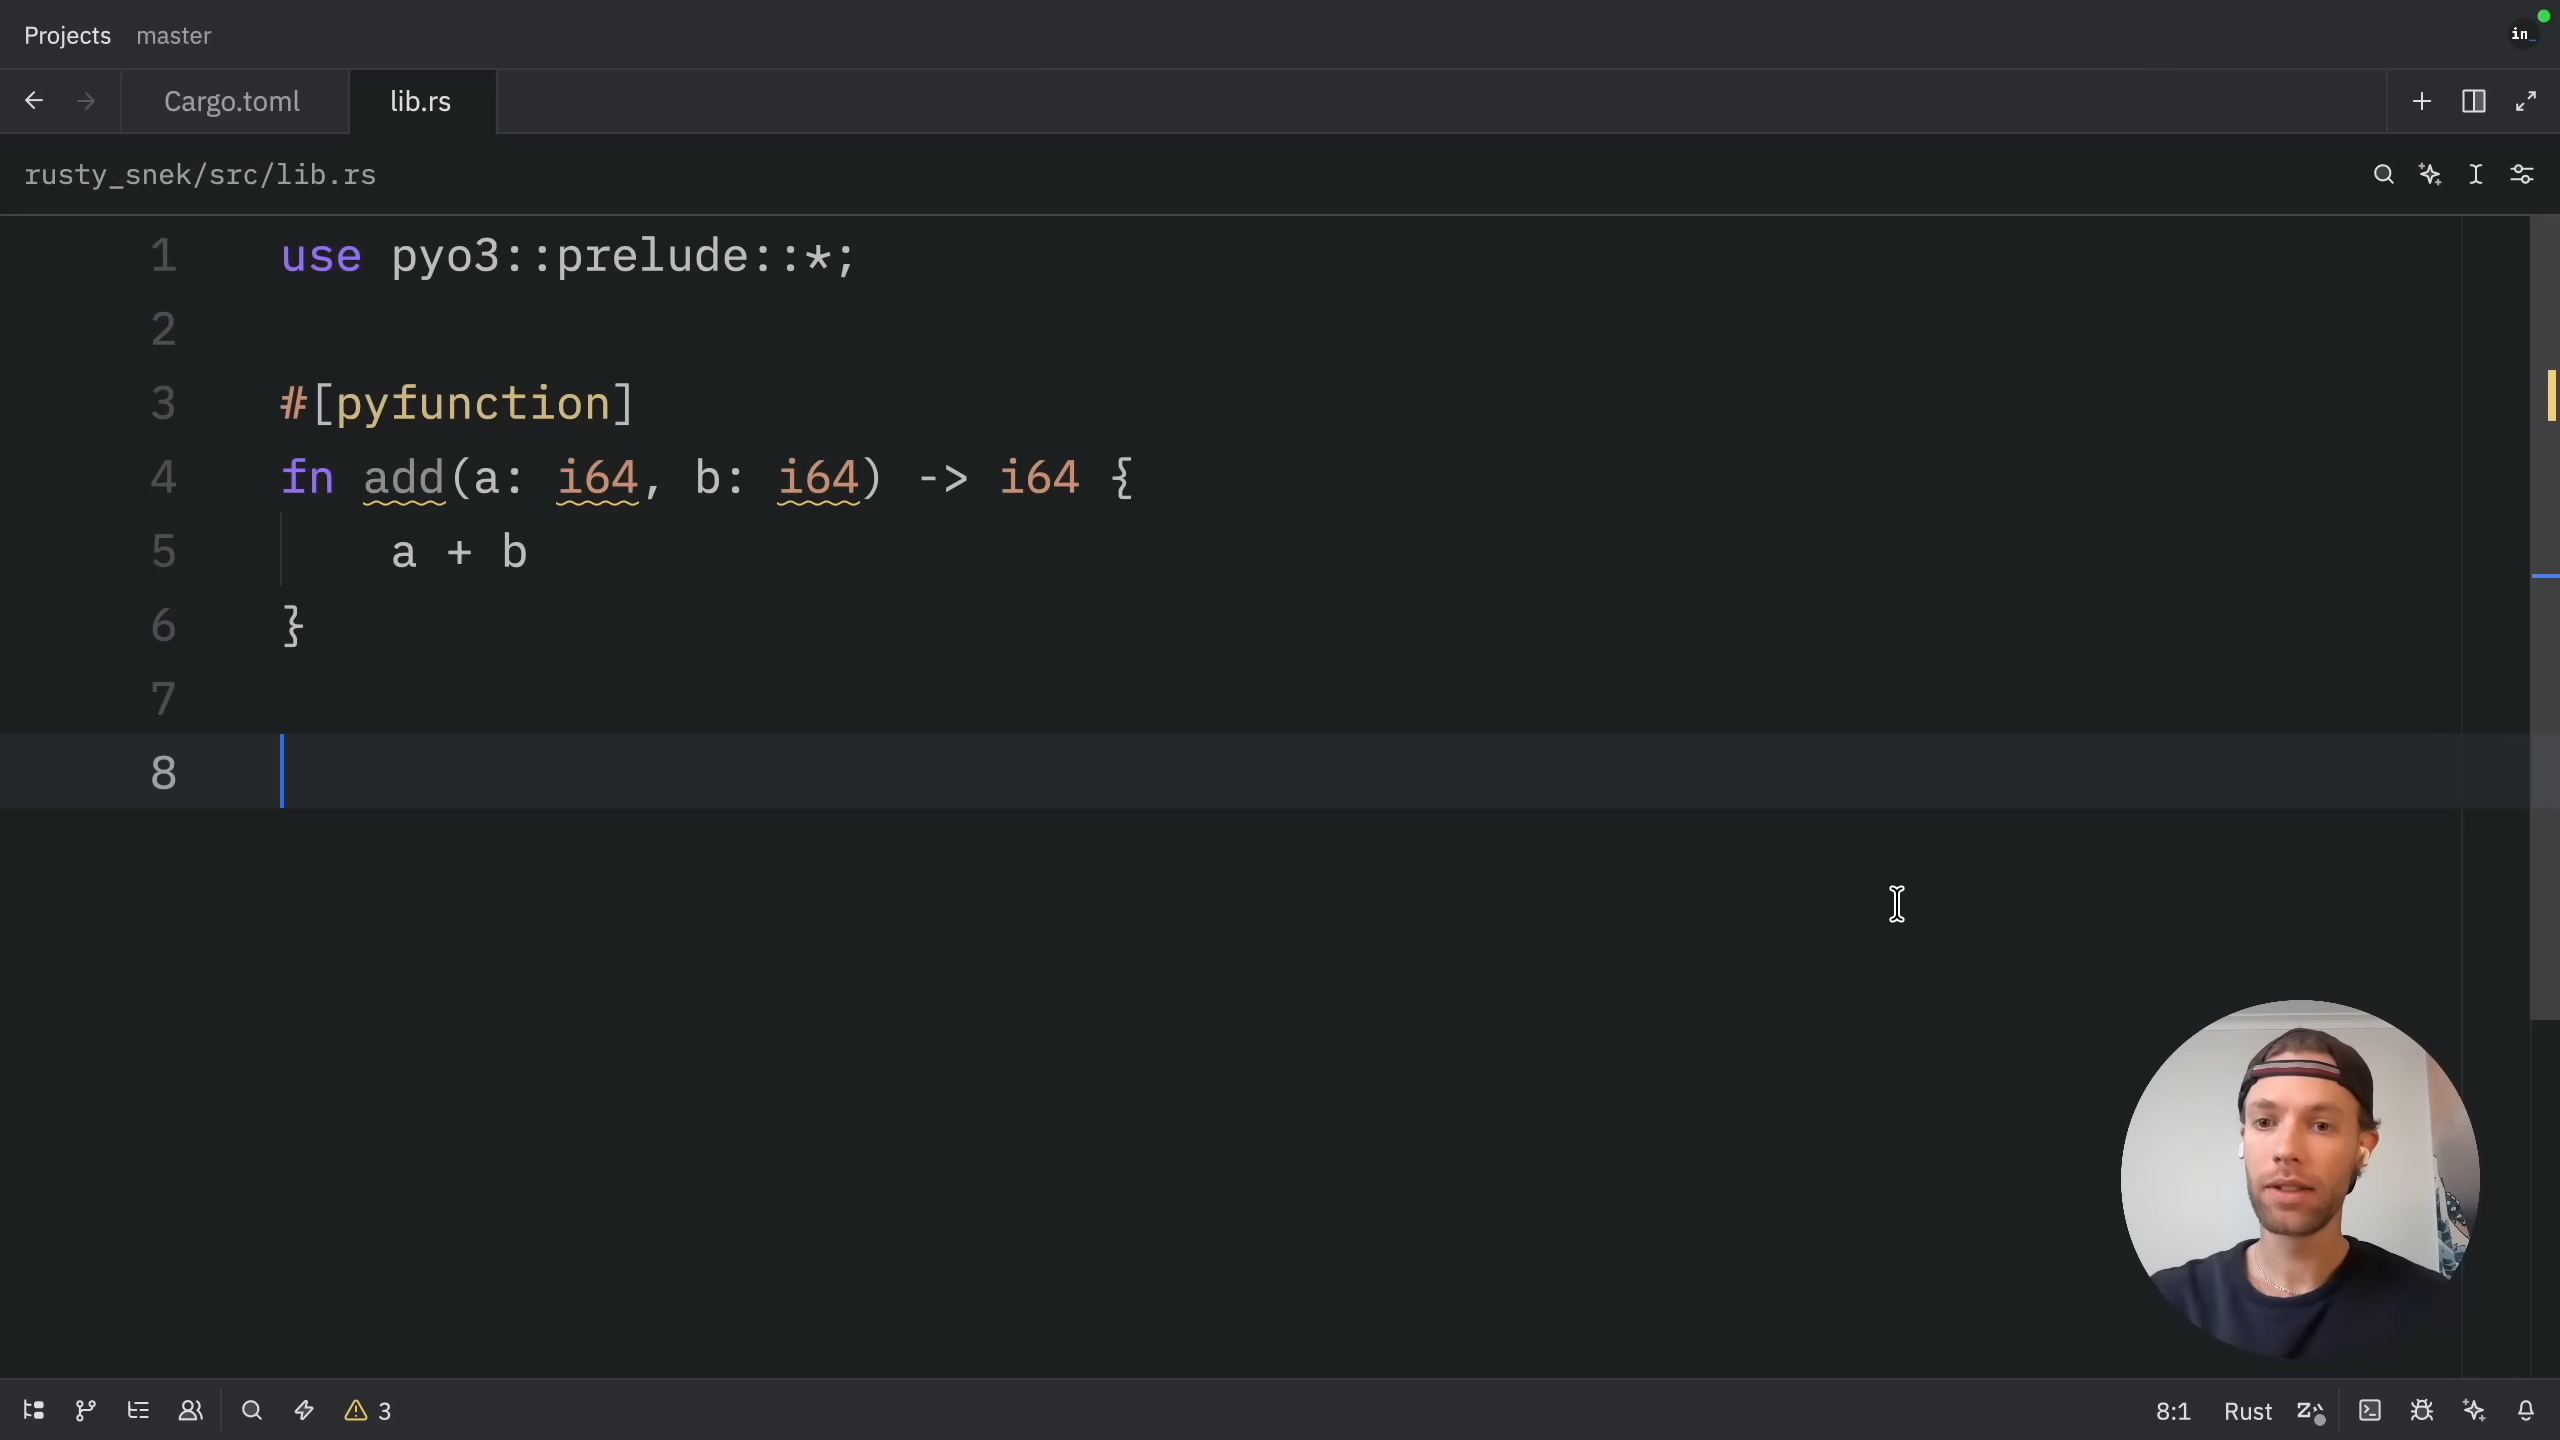 Projects master
in_
Cargo.toml lib.rs
rusty_snek/src/lib.rs
1 use pyo3::prelude::*;
2
3 #[pyfunction]
4 fn add(a: i64, b: i64) -> i64 {
5 a + b
6 }
7
8
3 8:1 Rust